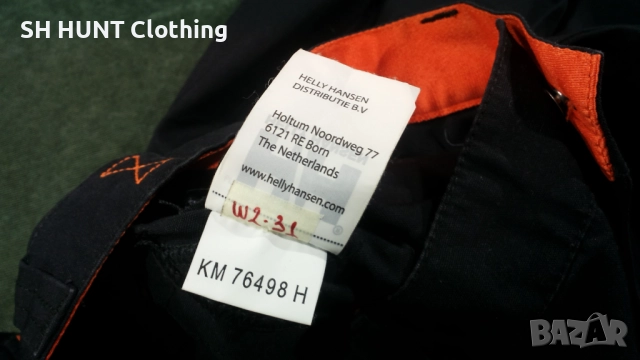 SH HUNT Clothing
HELLY HANSEN
DISTRIBUTIE B.V
Holtum Noordweg 77
6121 RE Born
The Netherlands
www.hellyhansen.com
W2-31
KM 76498 H
BAZAR